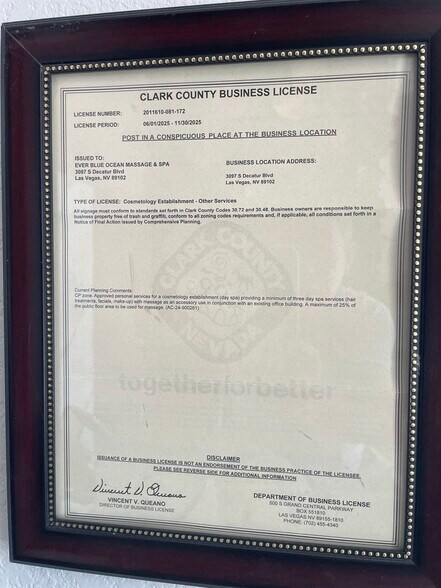 CLARK COUNTY BUSINESS LICENSE
LICENSE NUMBER: 2011610-081-172
LICENSE PERIOD: 06/01/2025 - 11/30/2025
POST IN A CONSPICUOUS PLACE AT THE BUSINESS LOCATION
ISSUED TO:
EVER BLUE OCEAN MASSAGE & SPA
3097 S Decatur Blvd
Las Vegas, NV 89102
BUSINESS LOCATION ADDRESS:
3097 S Decatur Blvd
Las Vegas, NV 89102
TYPE OF LICENSE: Cosmetology Establishment - Other Services
All signage must conform to standards set forth in Clark County Codes 30.72 and 30.48. Business owners are responsible to keep
business property free of trash and graffiti, conform to all zoning codes requirements and, if applicable, all conditions set forth in a
Notice of Final Action issued by Comprehensive Planning.
Current Planning Comments:
CP zone. Approved personal services for a cosmetology establishment (day spa) providing a minimum of three day spa services (hair
treatments, facials, make-up) with massage as an accessory use in conjunction with an existing office building. A maximum of 25% of
the public floor area to be used for massage. (AC-24-900261)
togetherforbetter
DISCLAIMER
ISSUANCE OF A BUSINESS LICENSE IS NOT AN ENDORSEMENT OF THE BUSINESS PRACTICE OF THE LICENSEE.
PLEASE SEE REVERSE SIDE FOR ADDITIONAL INFORMATION
Vincent V. Queano
VINCENT V. QUEANO
DIRECTOR OF BUSINESS LICENSE
DEPARTMENT OF BUSINESS LICENSE
500 S GRAND CENTRAL PARKWAY
BOX 551810
LAS VEGAS NV 89155-1810
PHONE: (702) 455-4340